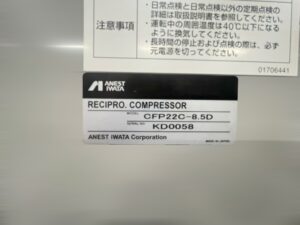 注意事項
・日常点検と日常点検以外の定期点検の
詳細は取扱説明書を参照してください。
・運転中の周囲温度は40℃以下になる
ように換気してください。
・長時間の停止および点検の際は、必ず
元電源を切ってください。
01706441
ANEST
IWATA
RECIPRO. COMPRESSOR
MODEL CFP22C-8.5D
SERIAL NO. KD0058
ANEST IWATA Corporation
MADE IN JAPAN